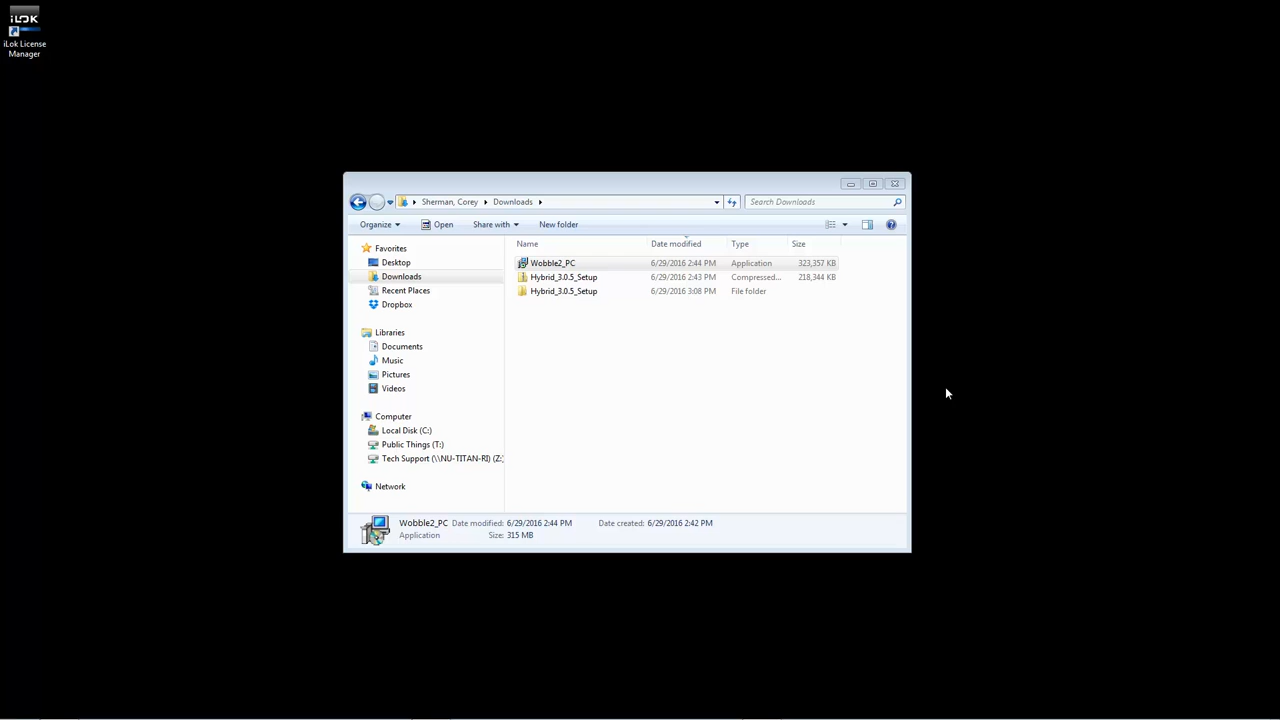 iLOK
iLok License
Manager
Sherman, Corey
Downloads
Search Downloads
Organize
Open
Share with
New folder
Name
Date modified
Type
Size
Favorites
Desktop
Downloads
Recent Places
Dropbox
Libraries
Documents
Music
Pictures
Videos
Computer
Local Disk (C:)
Public Things (T:)
Tech Support (\\NU-TITAN-RI) (Z:
Network
Wobble2_PC 6/29/2016 2:44 PM Application 323,357 KB
Hybrid_3.0.5_Setup 6/29/2016 2:43 PM Compressed... 218,344 KB
Hybrid_3.0.5_Setup 6/29/2016 3:08 PM File folder
Wobble2_PC Date modified: 6/29/2016 2:44 PM Date created: 6/29/2016 2:42 PM
Application Size: 315 MB